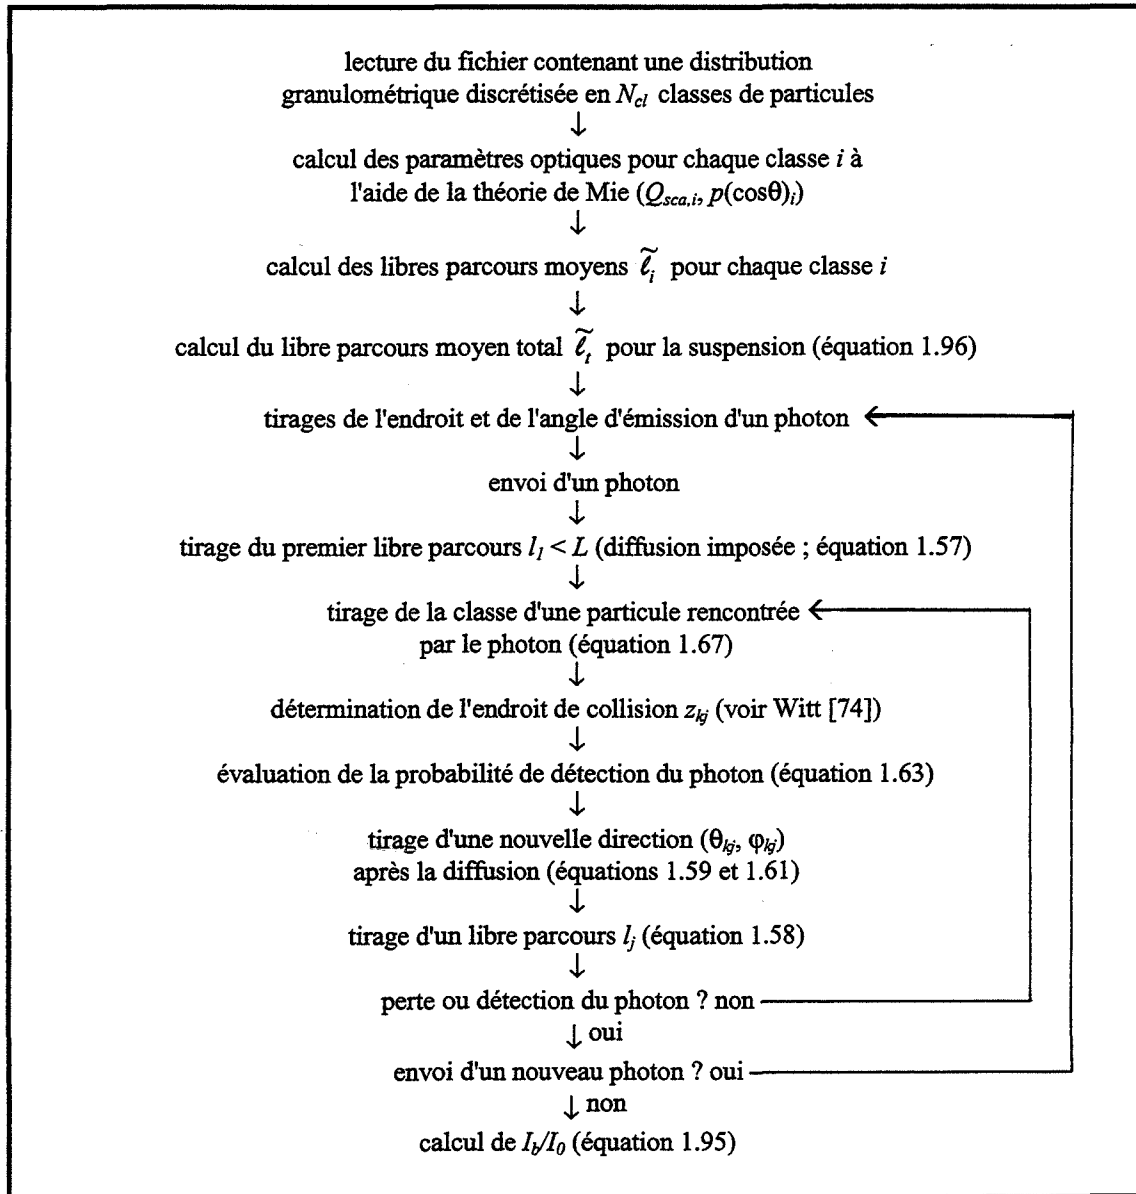 lecture du fichier contenant une distribution
granulométrique discrétisée en N_cl classes de particules
↓
calcul des paramètres optiques pour chaque classe i à
l'aide de la théorie de Mie (Q_sca,i, p(cosθ)_i)
↓
calcul des libres parcours moyens ℓ̃_i pour chaque classe i
↓
calcul du libre parcours moyen total ℓ̃_t pour la suspension (équation 1.96)
↓
tirages de l'endroit et de l'angle d'émission d'un photon
↓
envoi d'un photon
↓
tirage du premier libre parcours l_1 < L (diffusion imposée ; équation 1.57)
↓
tirage de la classe d'une particule rencontrée
par le photon (équation 1.67)
↓
détermination de l'endroit de collision z_kj (voir Witt [74])
↓
évaluation de la probabilité de détection du photon (équation 1.63)
↓
tirage d'une nouvelle direction (θ_kj, φ_kj)
après la diffusion (équations 1.59 et 1.61)
↓
tirage d'un libre parcours l_j (équation 1.58)
↓
perte ou détection du photon ? non
↓ oui
envoi d'un nouveau photon ? oui
↓ non
calcul de I_b/I_0 (équation 1.95)